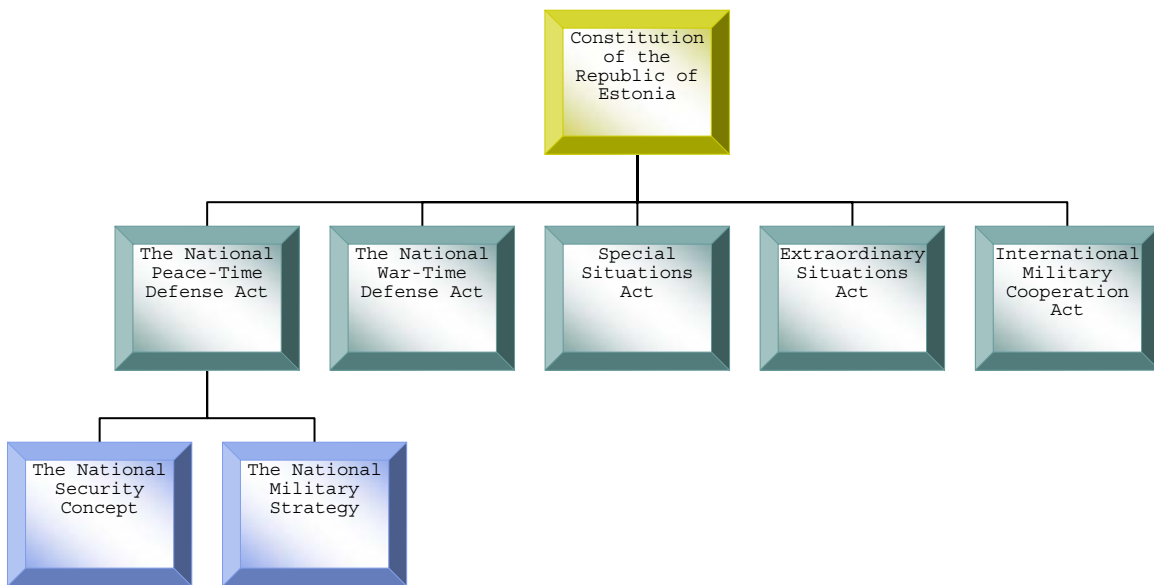 Constitution
of the
Republic of
Estonia
The National
Peace-Time
Defense Act
The National
War-Time
Defense Act
Special
Situations
Act
Extraordinary
Situations
Act
International
Military
Cooperation
Act
The National
Security
Concept
The National
Military
Strategy